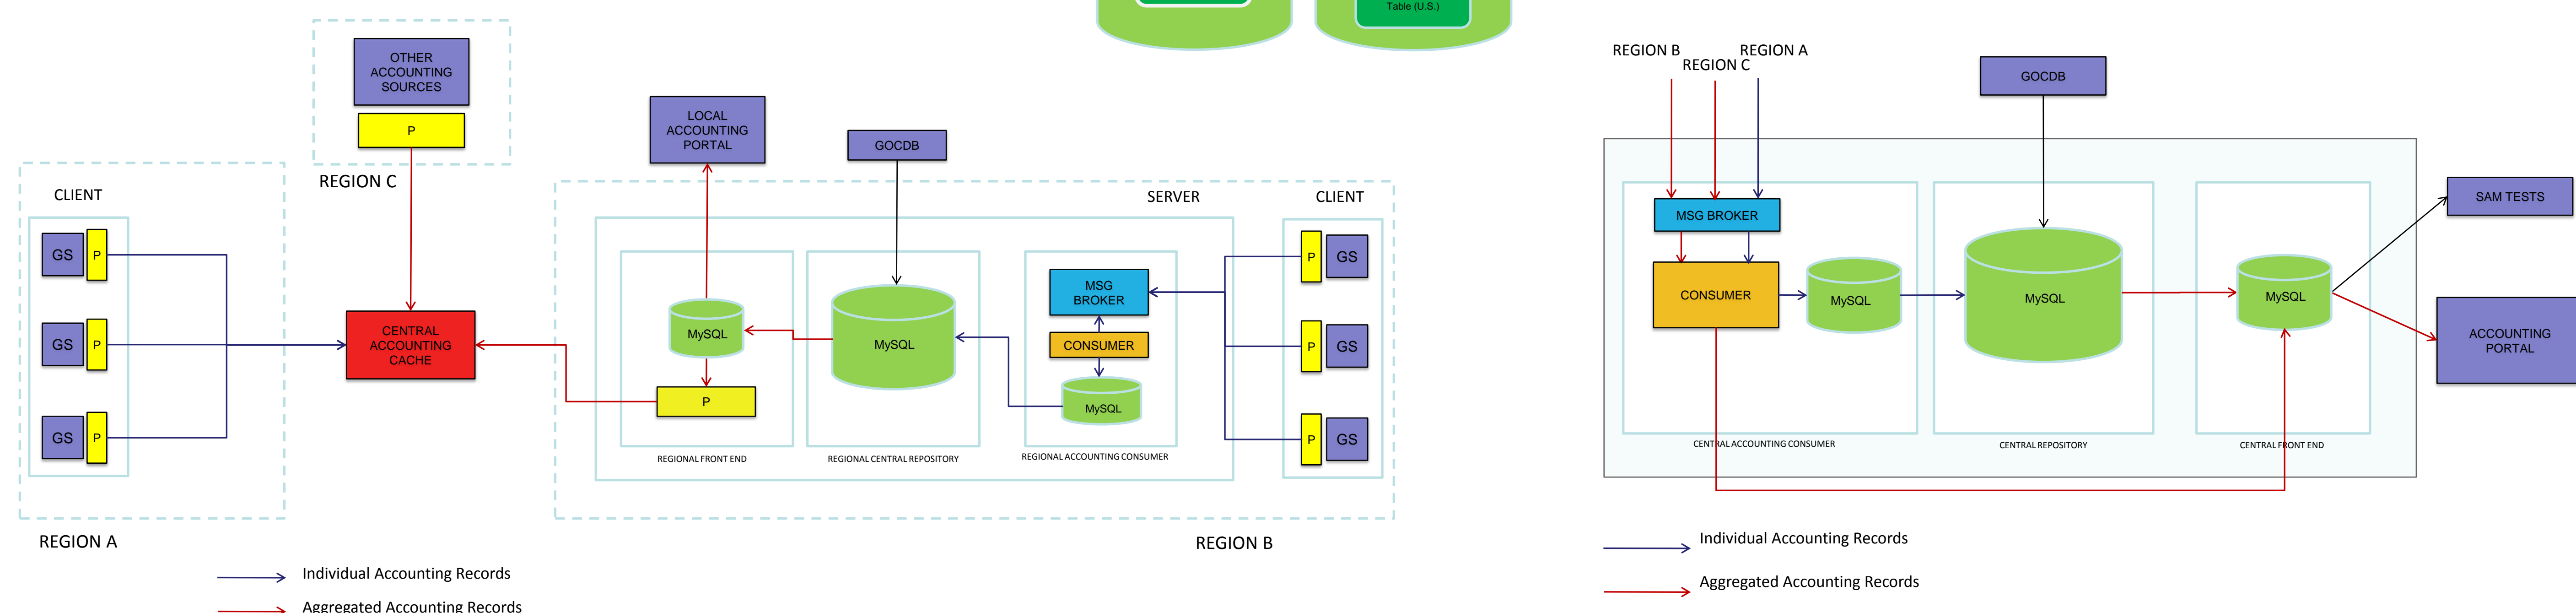 Table (U.S.)
OTHER
ACCOUNTING
SOURCES
P
REGION C
CLIENT
GS
P
GS
P
GS
P
REGION A
CENTRAL
ACCOUNTING
CACHE
LOCAL
ACCOUNTING
PORTAL
GOCDB
SERVER
CLIENT
MySQL
P
REGIONAL FRONT END
MySQL
REGIONAL CENTRAL REPOSITORY
MSG
BROKER
CONSUMER
MySQL
REGIONAL ACCOUNTING CONSUMER
P
GS
P
GS
P
GS
REGION B
Individual Accounting Records
Aggregated Accounting Records
REGION B
REGION A
REGION C
GOCDB
MSG BROKER
CONSUMER
MySQL
CENTRAL ACCOUNTING CONSUMER
MySQL
CENTRAL REPOSITORY
MySQL
CENTRAL FRONT END
SAM TESTS
ACCOUNTING
PORTAL
Individual Accounting Records
Aggregated Accounting Records